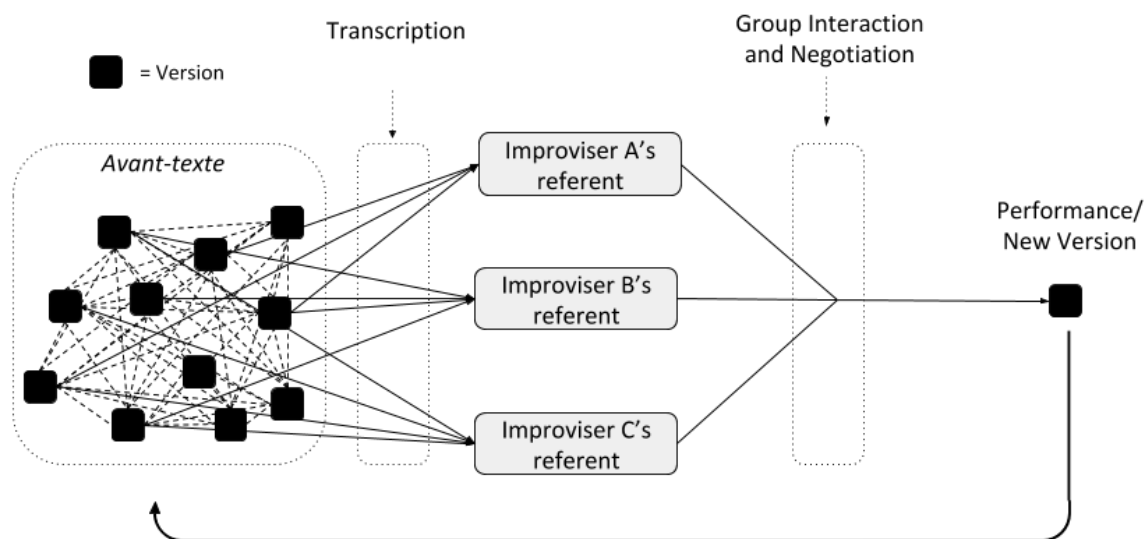 Transcription
Group Interaction
and Negotiation
= Version
Avant-texte
Improviser A’s
referent
Performance/
New Version
Improviser B’s
referent
Improviser C’s
referent